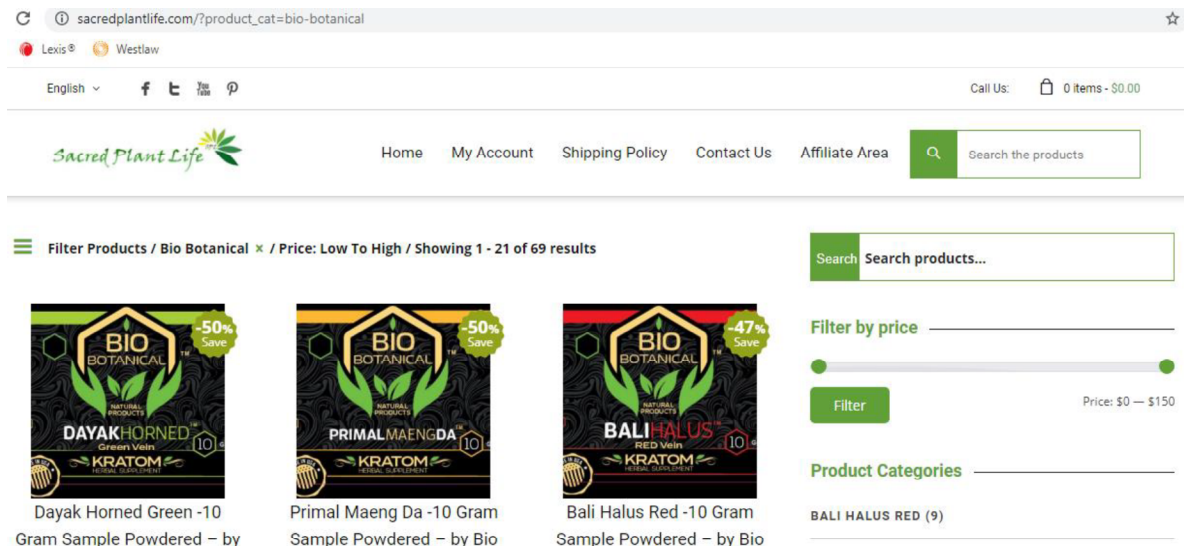 sacredplantlife.com/?product_cat=bio-botanical
Lexis® Westlaw
English
You Tube
Call Us: 0 items - $0.00
Sacred Plant Life
Home My Account Shipping Policy Contact Us Affiliate Area
Search the products
Filter Products / Bio Botanical × / Price: Low To High / Showing 1 - 21 of 69 results
Search Search products...
-50%
Save
BIO
BOTANICAL™
NATURAL
PRODUCTS
DAYAKHORNED
10
Green Vein
KRATOM
HERBAL SUPPLEMENT
Dayak Horned Green -10
Gram Sample Powdered – by
-50%
Save
BIO
BOTANICAL™
NATURAL
PRODUCTS
PRIMALMAENGDA
10
KRATOM
HERBAL SUPPLEMENT
Primal Maeng Da -10 Gram
Sample Powdered – by Bio
-47%
Save
BIO
BOTANICAL™
NATURAL
PRODUCTS
BALIHALUS™
10
RED Vein
KRATOM
HERBAL SUPPLEMENT
Bali Halus Red -10 Gram
Sample Powdered – by Bio
Filter by price
Filter
Price: $0 — $150
Product Categories
BALI HALUS RED (9)